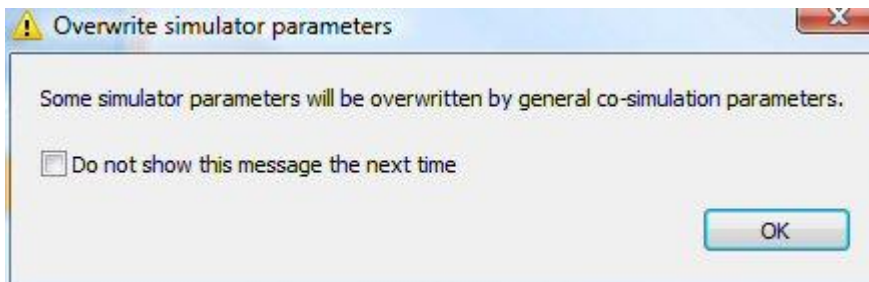 Overwrite simulator parameters
Some simulator parameters will be overwritten by general co-simulation parameters.
Do not show this message the next time
OK